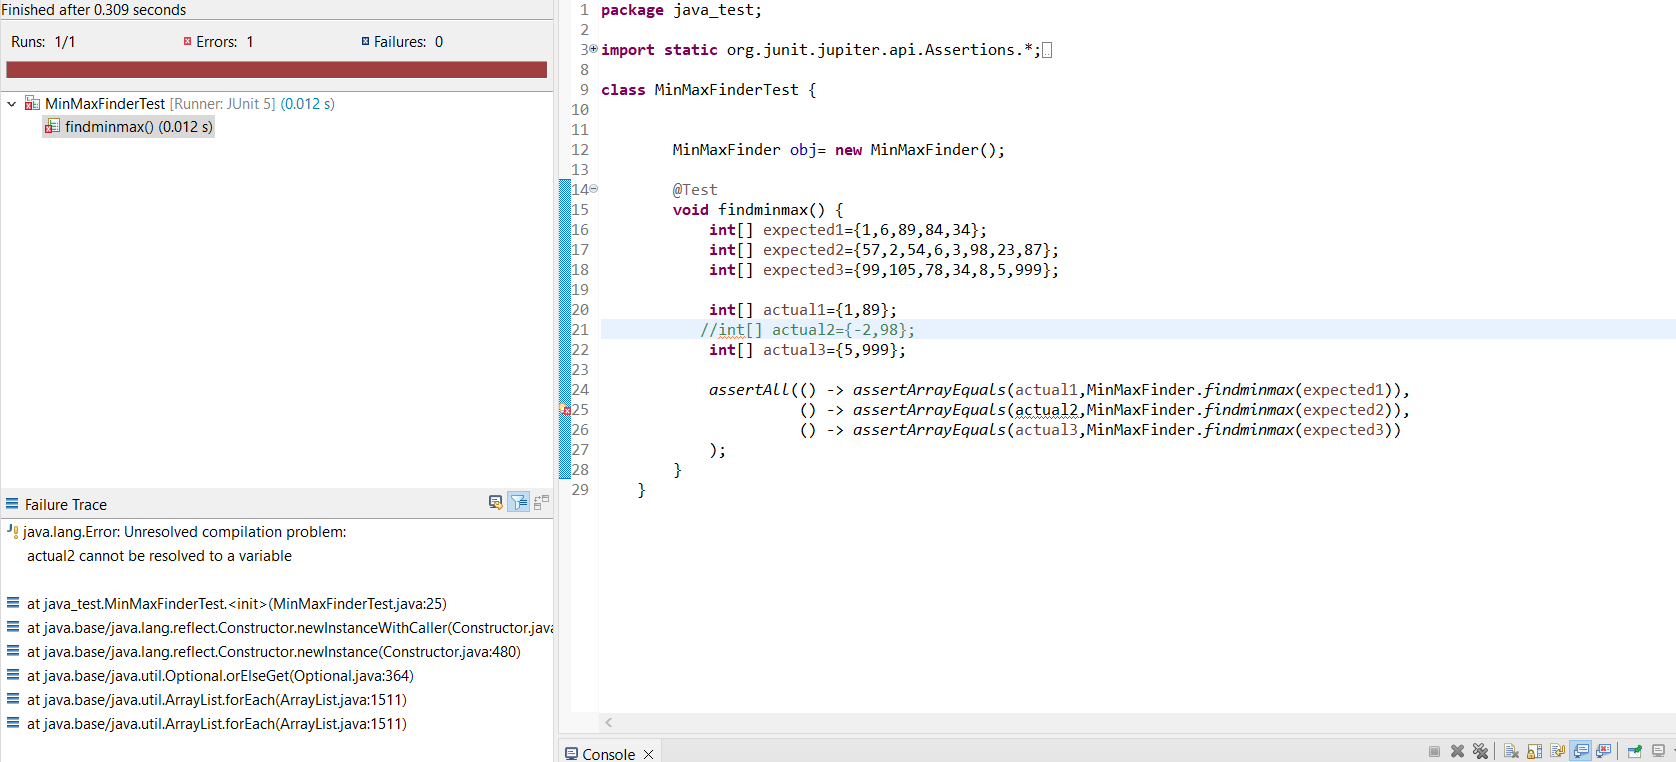 Finished after 0.309 seconds
Runs: 1/1
Errors: 1
Failures: 0
MinMaxFinderTest [Runner: JUnit 5] (0.012 s)
findminmax() (0.012 s)
Failure Trace
java.lang.Error: Unresolved compilation problem:
actual2 cannot be resolved to a variable
at java_test.MinMaxFinderTest.<init>(MinMaxFinderTest.java:25)
at java.base/java.lang.reflect.Constructor.newInstanceWithCaller(Constructor.java
at java.base/java.lang.reflect.Constructor.newInstance(Constructor.java:480)
at java.base/java.util.Optional.orElseGet(Optional.java:364)
at java.base/java.util.ArrayList.forEach(ArrayList.java:1511)
at java.base/java.util.ArrayList.forEach(ArrayList.java:1511)
1 package java_test;
2
3 import static org.junit.jupiter.api.Assertions.*;
8
9 class MinMaxFinderTest {
10
11
12 MinMaxFinder obj= new MinMaxFinder();
13
14 @Test
15 void findminmax() {
16 int[] expected1={1,6,89,84,34};
17 int[] expected2={57,2,54,6,3,98,23,87};
18 int[] expected3={99,105,78,34,8,5,999};
19
20 int[] actual1={1,89};
21 //int[] actual2={-2,98};
22 int[] actual3={5,999};
23
24 assertAll(() -> assertArrayEquals(actual1,MinMaxFinder.findminmax(expected1)),
25 () -> assertArrayEquals(actual2,MinMaxFinder.findminmax(expected2)),
26 () -> assertArrayEquals(actual3,MinMaxFinder.findminmax(expected3))
27 );
28 }
29 }
Console